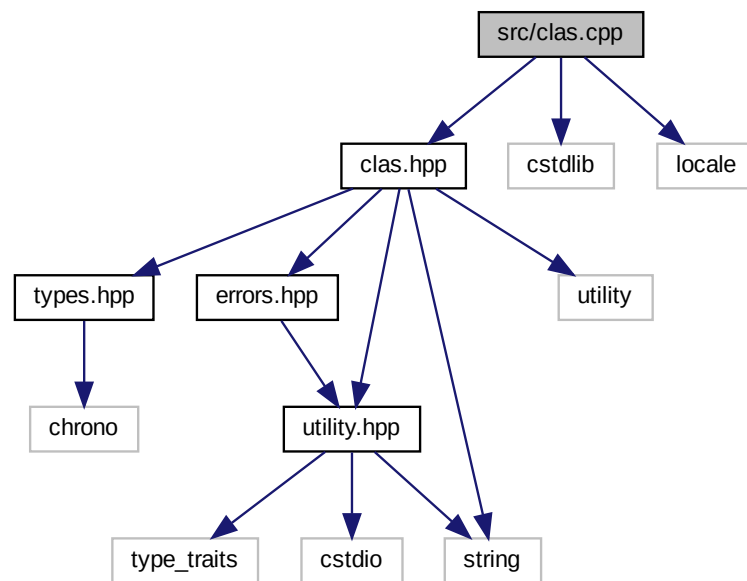 src/clas.cpp
clas.hpp
cstdlib
locale
types.hpp
errors.hpp
utility
chrono
utility.hpp
type_traits
cstdio
string